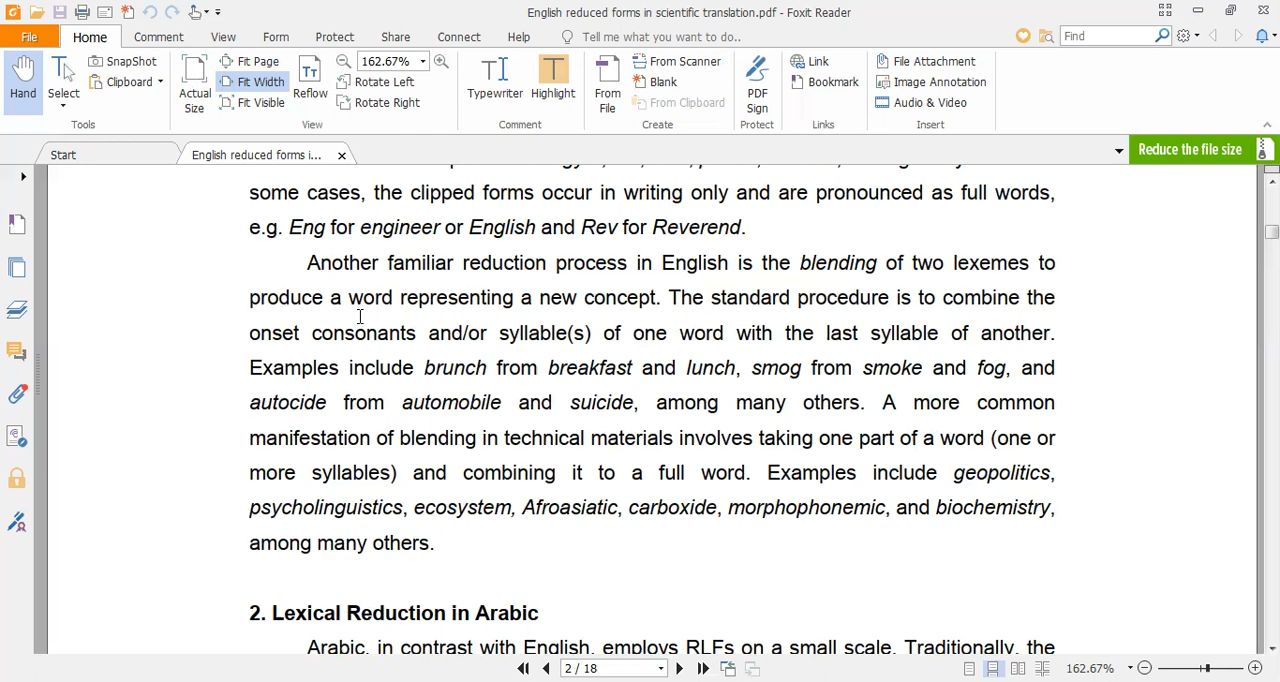 English reduced forms in scientific translation.pdf - Foxit Reader
File Home Comment View Form Protect Share Connect Help Tell me what you want to do.. Find
Hand Select SnapShot Clipboard Actual Size Fit Page Fit Width Fit Visible Reflow 162.67% Rotate Left Rotate Right Typewriter Highlight From File From Scanner Blank From Clipboard PDF Sign Link Bookmark File Attachment Image Annotation Audio & Video
Tools View Comment Create Protect Links Insert
Start English reduced forms i... Reduce the file size
some cases, the clipped forms occur in writing only and are pronounced as full words,
e.g. Eng for engineer or English and Rev for Reverend.
Another familiar reduction process in English is the blending of two lexemes to
produce a word representing a new concept. The standard procedure is to combine the
onset consonants and/or syllable(s) of one word with the last syllable of another.
Examples include brunch from breakfast and lunch, smog from smoke and fog, and
autocide from automobile and suicide, among many others. A more common
manifestation of blending in technical materials involves taking one part of a word (one or
more syllables) and combining it to a full word. Examples include geopolitics,
psycholinguistics, ecosystem, Afroasiatic, carboxide, morphophonemic, and biochemistry,
among many others.
2. Lexical Reduction in Arabic
Arabic, in contrast with English, employs RLFs on a small scale. Traditionally, the
2 / 18 162.67%